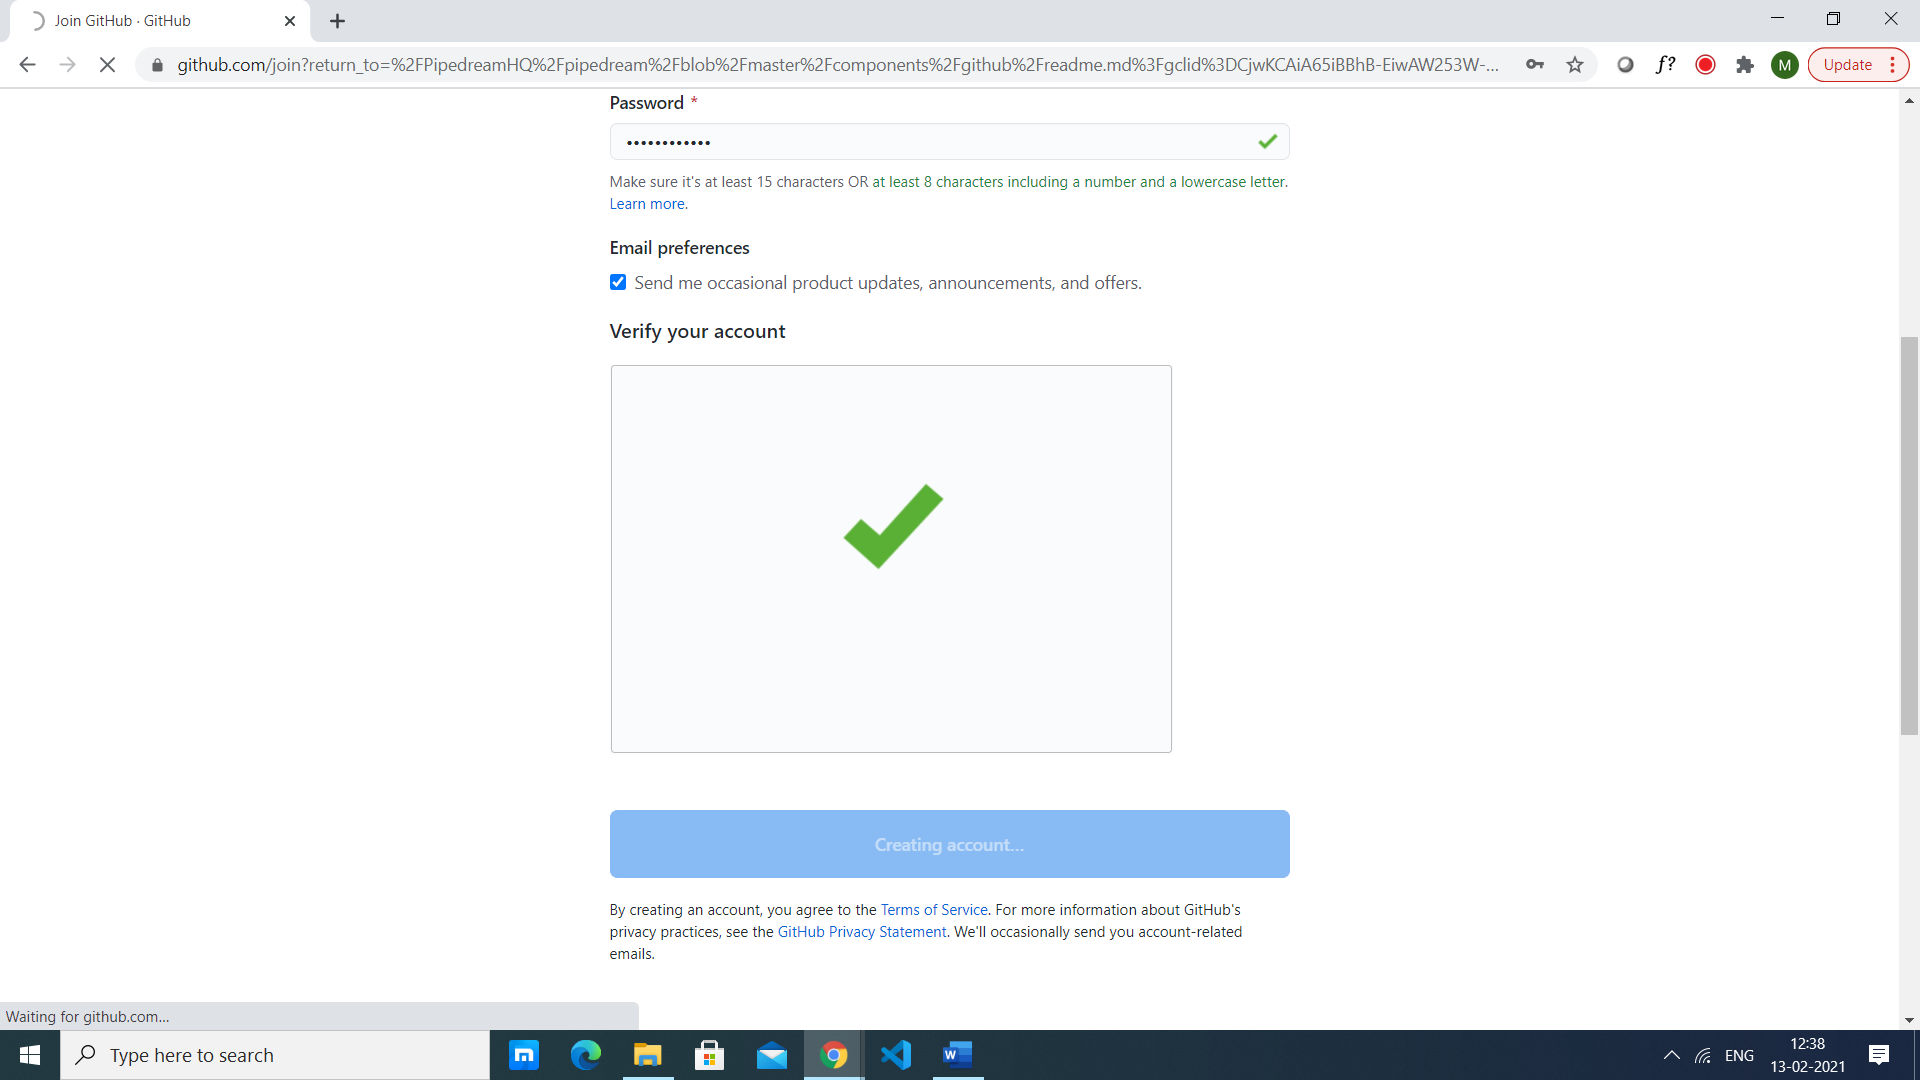 Join GitHub · GitHub
github.com/join?return_to=%2FPipedreamHQ%2Fpipedream%2Fblob%2Fmaster%2Fcomponents%2Fgithub%2Freadme.md%3Fgclid%3DCjwKCAiA65iBBhB-EiwAW253W-...
f?
M
Update
Password *
••••••••••••
Make sure it's at least 15 characters OR at least 8 characters including a number and a lowercase letter.
Learn more.
Email preferences
Send me occasional product updates, announcements, and offers.
Verify your account
Creating account...
By creating an account, you agree to the Terms of Service. For more information about GitHub's
privacy practices, see the GitHub Privacy Statement. We'll occasionally send you account-related
emails.
Waiting for github.com...
Type here to search
m
W
ENG
12:38
13-02-2021